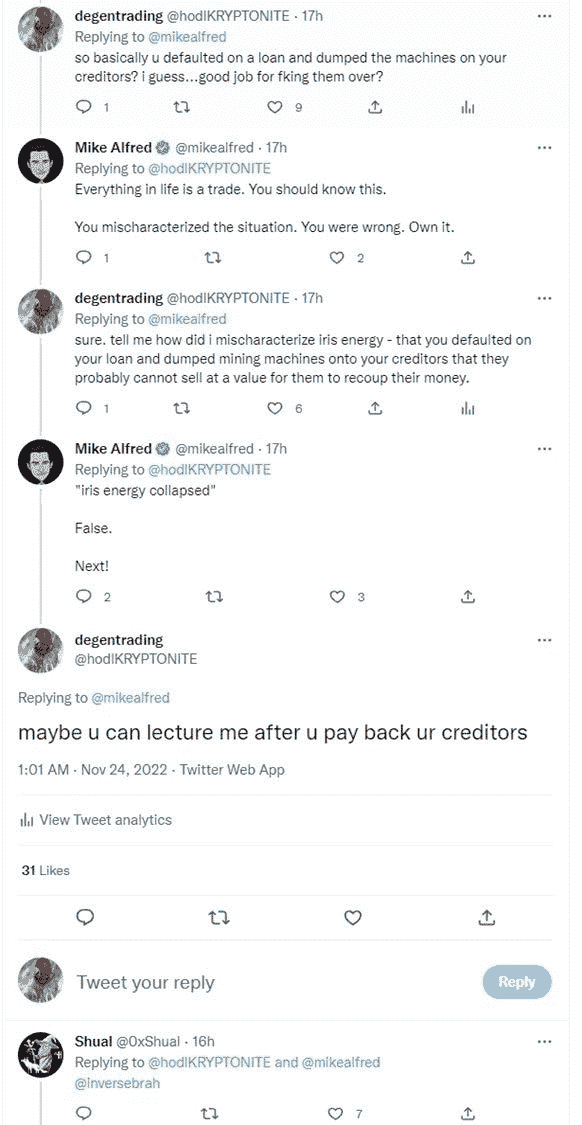 degentrading @hodlKRYPTONITE · 17h
Replying to @mikealfred
so basically u defaulted on a loan and dumped the machines on your
creditors? i guess...good job for fking them over?
1 9
Mike Alfred @mikealfred · 17h
Replying to @hodlKRYPTONITE
Everything in life is a trade. You should know this.
You mischaracterized the situation. You were wrong. Own it.
1 2
degentrading @hodlKRYPTONITE · 17h
Replying to @mikealfred
sure. tell me how did i mischaracterize iris energy - that you defaulted on
your loan and dumped mining machines onto your creditors that they
probably cannot sell at a value for them to recoup their money.
1 6
Mike Alfred @mikealfred · 17h
Replying to @hodlKRYPTONITE
"iris energy collapsed"
False.
Next!
2 3
degentrading
@hodlKRYPTONITE
Replying to @mikealfred
maybe u can lecture me after u pay back ur creditors
1:01 AM · Nov 24, 2022 · Twitter Web App
View Tweet analytics
31 Likes
Tweet your reply Reply
Shual @0xShual · 16h
Replying to @hodlKRYPTONITE and @mikealfred
@inversebrah
7